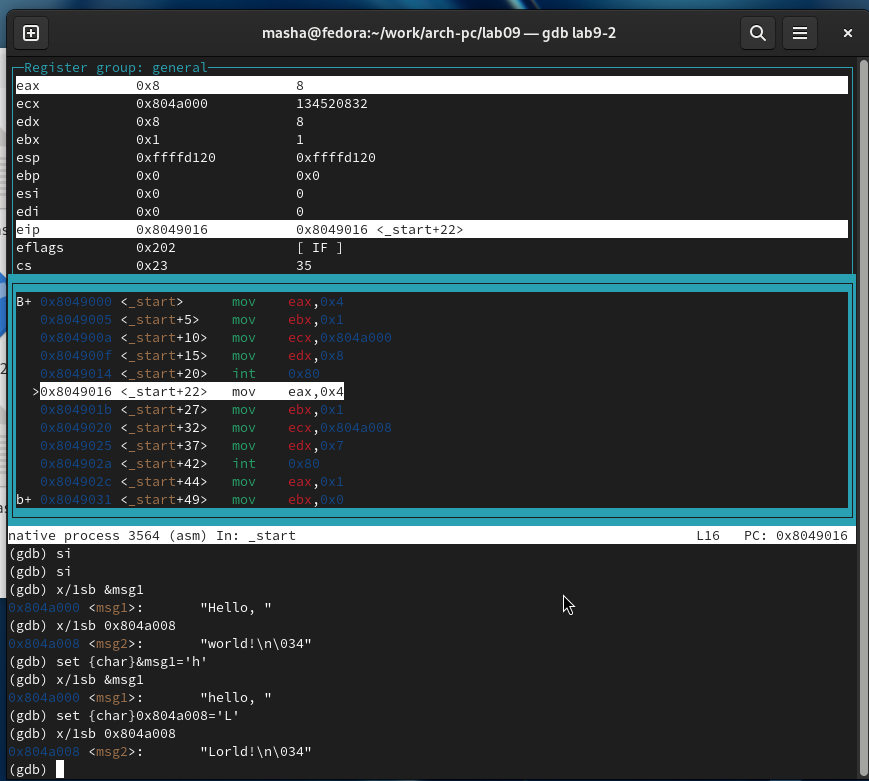 masha@fedora:~/work/arch-pc/lab09 — gdb lab9-2
Register group: general
eax 0x8 8
ecx 0x804a000 134520832
edx 0x8 8
ebx 0x1 1
esp 0xffffd120 0xffffd120
ebp 0x0 0x0
esi 0x0 0
edi 0x0 0
eip 0x8049016 0x8049016 <_start+22>
eflags 0x202 [ IF ]
cs 0x23 35
B+ 0x8049000 <_start> mov eax,0x4
0x8049005 <_start+5> mov ebx,0x1
0x804900a <_start+10> mov ecx,0x804a000
0x804900f <_start+15> mov edx,0x8
0x8049014 <_start+20> int 0x80
>0x8049016 <_start+22> mov eax,0x4
0x804901b <_start+27> mov ebx,0x1
0x8049020 <_start+32> mov ecx,0x804a008
0x8049025 <_start+37> mov edx,0x7
0x804902a <_start+42> int 0x80
0x804902c <_start+44> mov eax,0x1
b+ 0x8049031 <_start+49> mov ebx,0x0
native process 3564 (asm) In: _start L16 PC: 0x8049016
(gdb) si
(gdb) si
(gdb) x/1sb &msg1
0x804a000 <msg1>: "Hello, "
(gdb) x/1sb 0x804a008
0x804a008 <msg2>: "world!\n\034"
(gdb) set {char}&msg1='h'
(gdb) x/1sb &msg1
0x804a000 <msg1>: "hello, "
(gdb) set {char}0x804a008='L'
(gdb) x/1sb 0x804a008
0x804a008 <msg2>: "Lorld!\n\034"
(gdb)